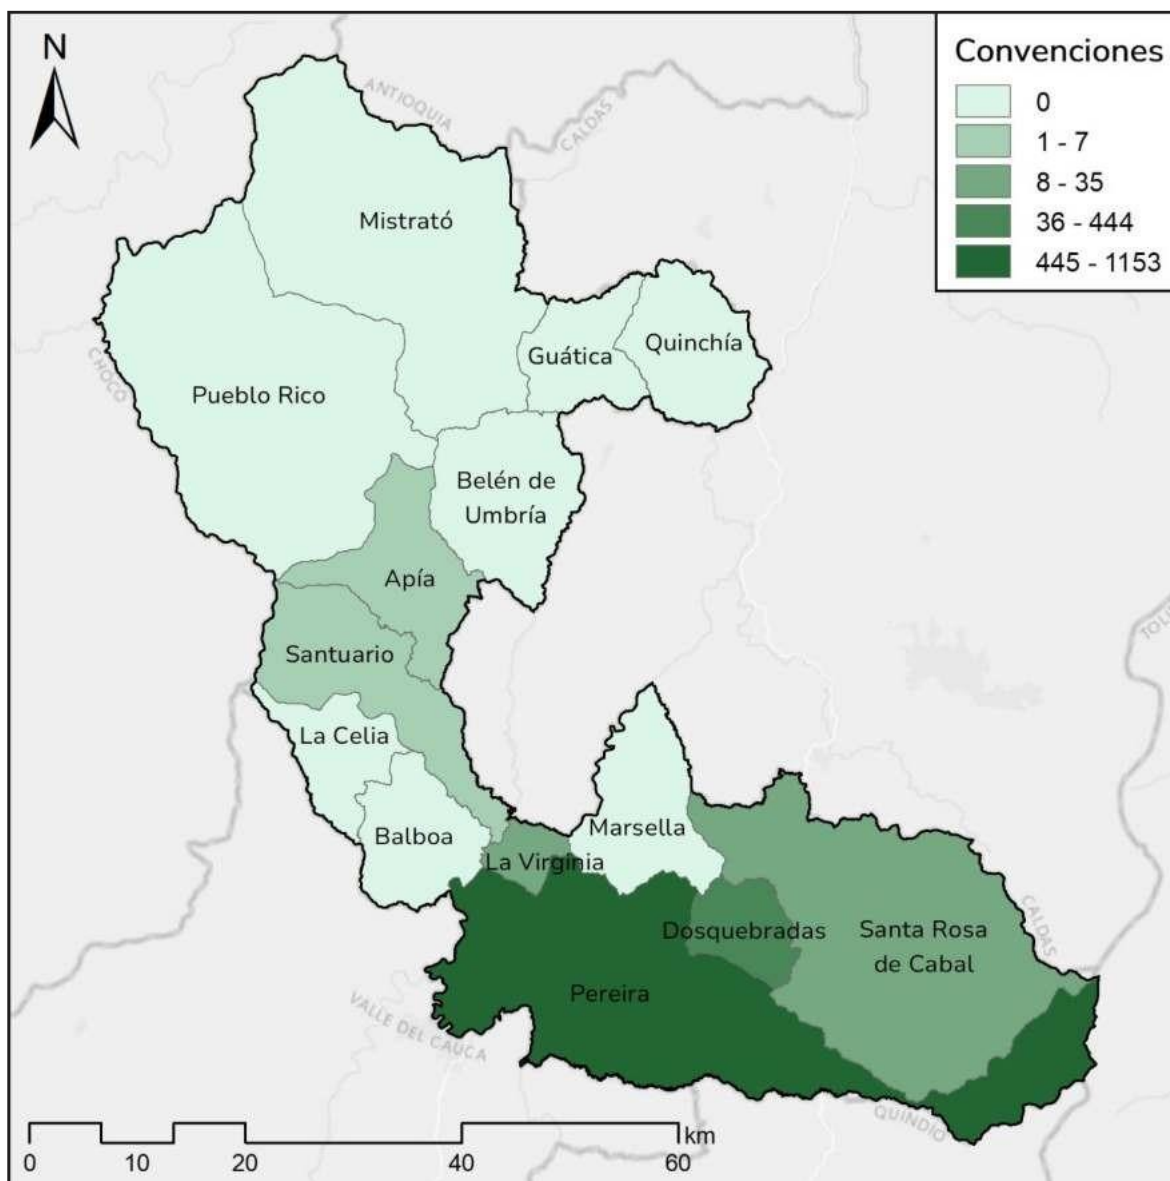 N
Convenciones
0
1 - 7
8 - 35
36 - 444
445 - 1153
ANTIOQUIA
CALDAS
Mistrató
Guática
Quinchía
CHOCO
Pueblo Rico
Belén de
Umbría
Apía
Santuario
TOLI
La Celia
Balboa
Marsella
La Virginia
Dosquebradas
Santa Rosa
de Cabal
CALDAS
Pereira
VALLE DEL CAUCA
QUINDIO
km
0 10 20 40 60